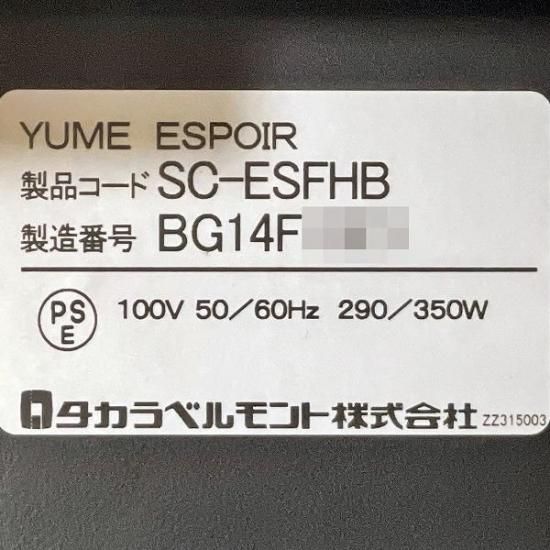 YUME ESPOIR
製品コード SC-ESFHB
製造番号 BG14F
PS
E
100V 50/60Hz 290/350W
タカラベルモント株式会社 ZZ315003